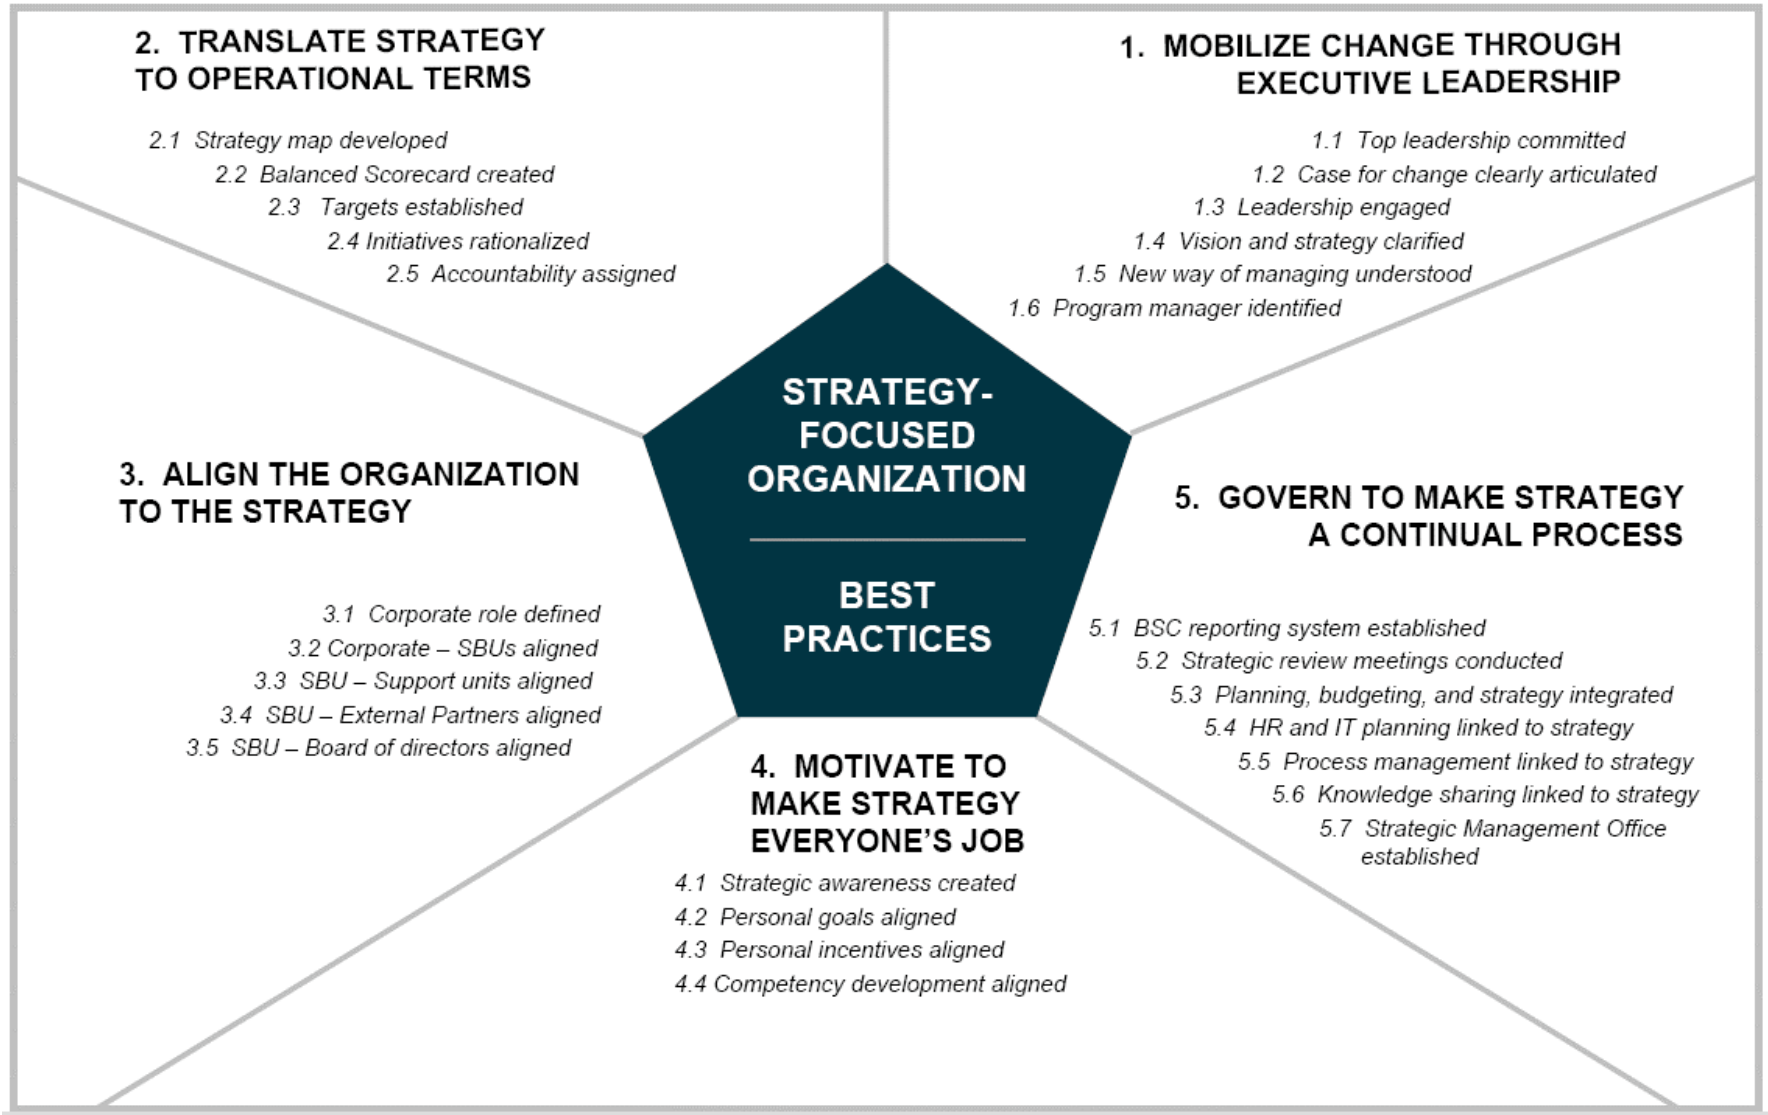 2. TRANSLATE STRATEGY
TO OPERATIONAL TERMS
2.1 Strategy map developed
2.2 Balanced Scorecard created
2.3 Targets established
2.4 Initiatives rationalized
2.5 Accountability assigned
1. MOBILIZE CHANGE THROUGH
EXECUTIVE LEADERSHIP
1.1 Top leadership committed
1.2 Case for change clearly articulated
1.3 Leadership engaged
1.4 Vision and strategy clarified
1.5 New way of managing understood
1.6 Program manager identified
STRATEGY-
FOCUSED
ORGANIZATION
BEST
PRACTICES
3. ALIGN THE ORGANIZATION
TO THE STRATEGY
3.1 Corporate role defined
3.2 Corporate – SBUs aligned
3.3 SBU – Support units aligned
3.4 SBU – External Partners aligned
3.5 SBU – Board of directors aligned
4. MOTIVATE TO
MAKE STRATEGY
EVERYONE’S JOB
4.1 Strategic awareness created
4.2 Personal goals aligned
4.3 Personal incentives aligned
4.4 Competency development aligned
5. GOVERN TO MAKE STRATEGY
A CONTINUAL PROCESS
5.1 BSC reporting system established
5.2 Strategic review meetings conducted
5.3 Planning, budgeting, and strategy integrated
5.4 HR and IT planning linked to strategy
5.5 Process management linked to strategy
5.6 Knowledge sharing linked to strategy
5.7 Strategic Management Office
established